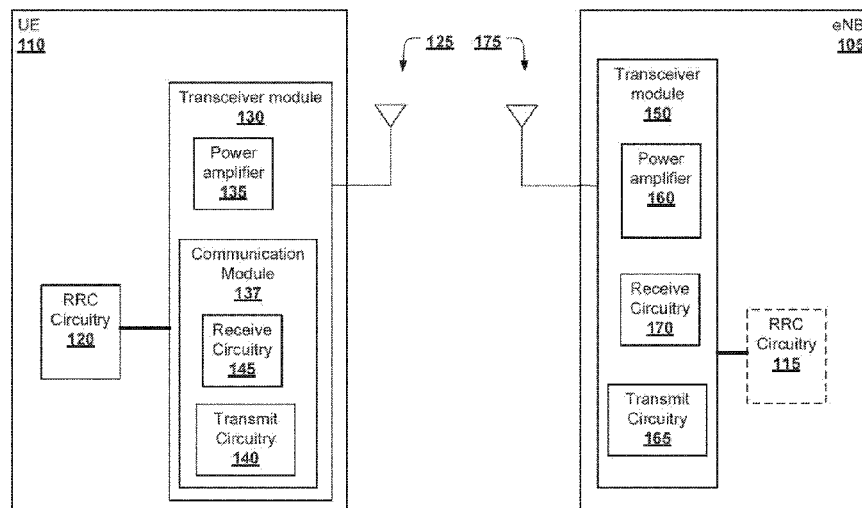 UE
110
Transceiver module
130
Power
amplifier
135
Communication
Module
137
Receive
Circuitry
145
Transmit
Circuitry
140
RRC
Circuitry
120
125
175
eNB
105
Transceiver
module
150
Power
amplifier
160
Receive
Circuitry
170
Transmit
Circuitry
165
RRC
Circuitry
115